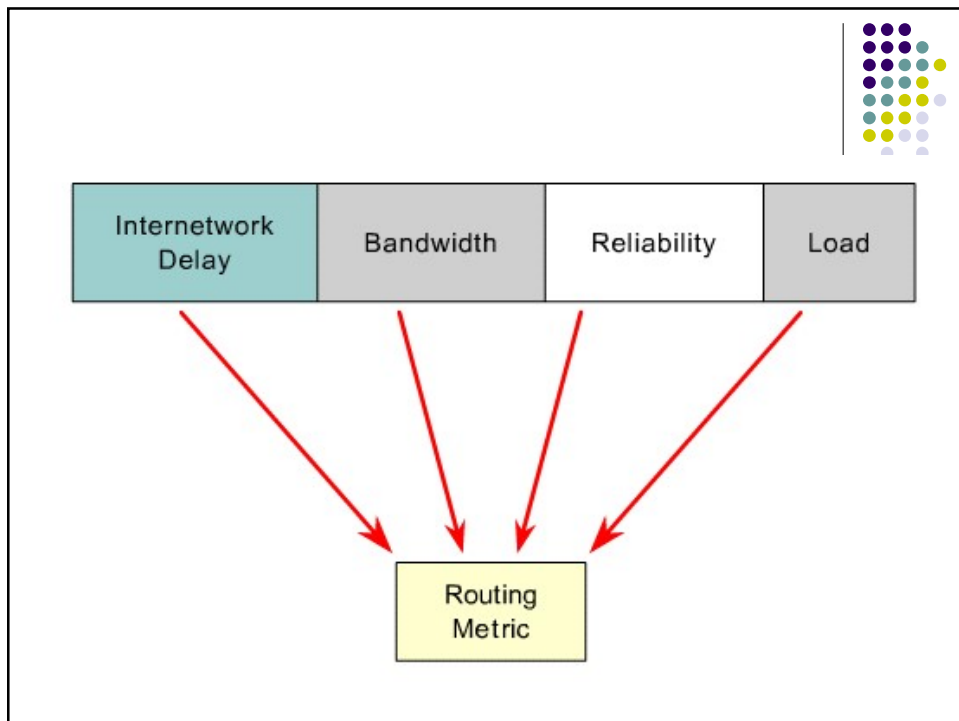 Internetwork
Delay
Bandwidth
Reliability
Load
Routing
Metric